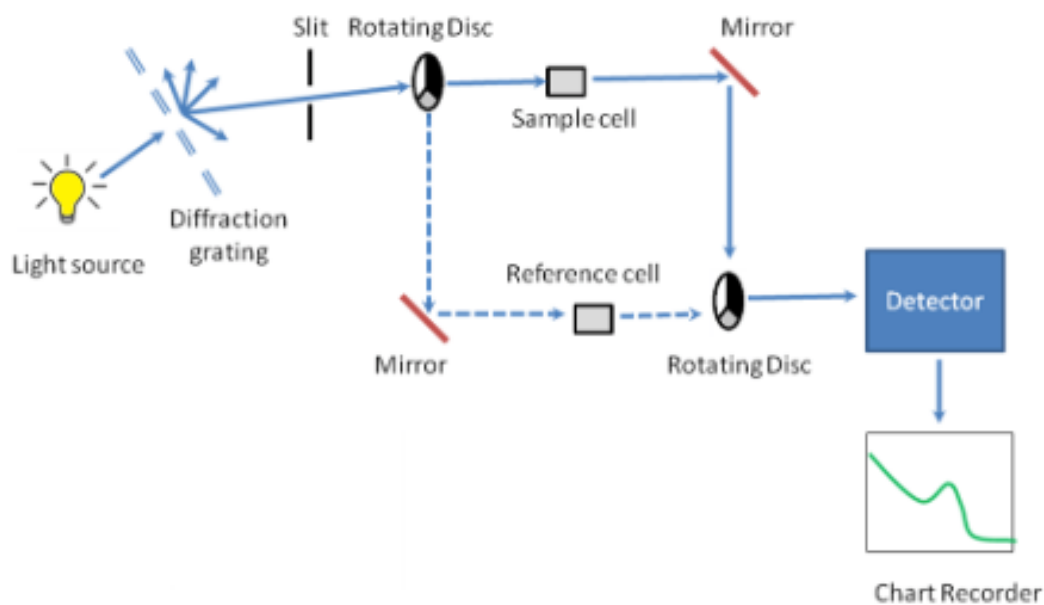 Slit
Rotating Disc
Mirror
Sample cell
Diffraction
grating
Light source
Reference cell
Detector
Mirror
Rotating Disc
Chart Recorder